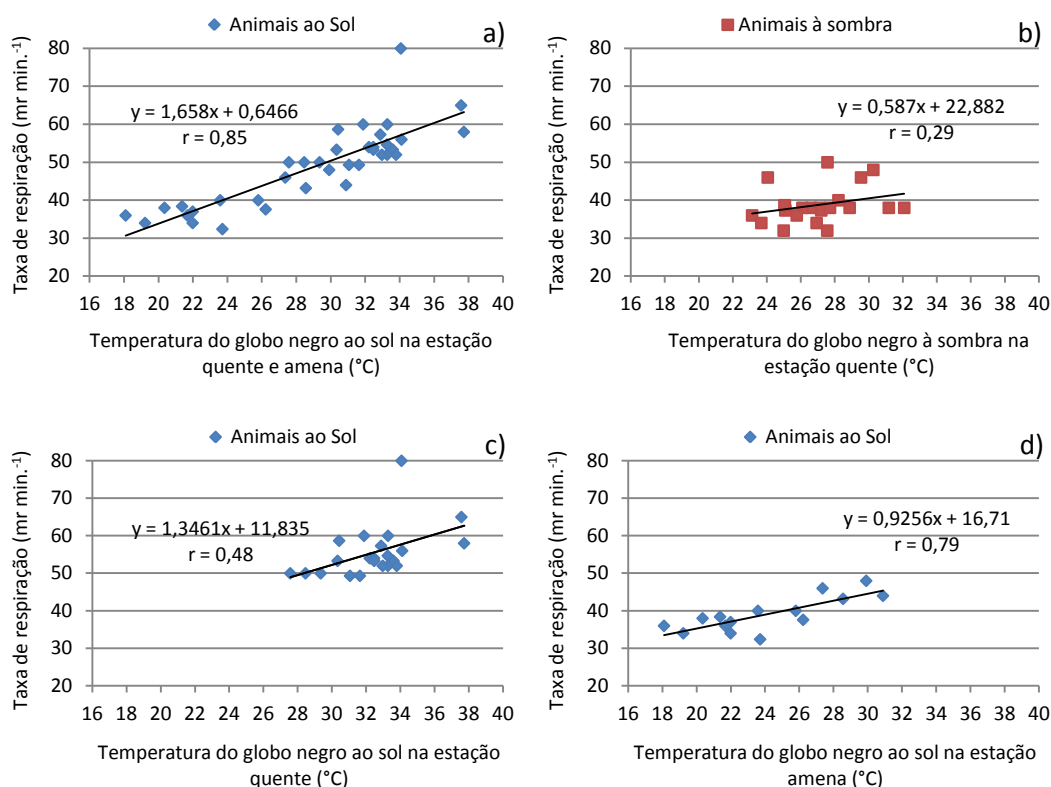 Animais ao Sol
a)
Taxa de respiração (mr min.-1)
80
70
60
50
40
30
20
y = 1,658x + 0,6466
r = 0,85
16 18 20 22 24 26 28 30 32 34 36 38 40
Temperatura do globo negro ao sol na estação
quente e amena (°C)
Animais à sombra
b)
Taxa de respiração (mr min.-1)
80
70
60
50
40
30
20
y = 0,587x + 22,882
r = 0,29
16 18 20 22 24 26 28 30 32 34 36 38 40
Temperatura do globo negro à sombra na
estação quente (°C)
Animais ao Sol
c)
Taxa de respiração (mr min.-1)
80
70
60
50
40
30
20
y = 1,3461x + 11,835
r = 0,48
16 18 20 22 24 26 28 30 32 34 36 38 40
Temperatura do globo negro ao sol na estação
quente (°C)
Animais ao Sol
d)
Taxa de respiração (mr min.-1)
80
70
60
50
40
30
20
y = 0,9256x + 16,71
r = 0,79
16 18 20 22 24 26 28 30 32 34 36 38 40
Temperatura do globo negro ao sol na estação
amena (°C)